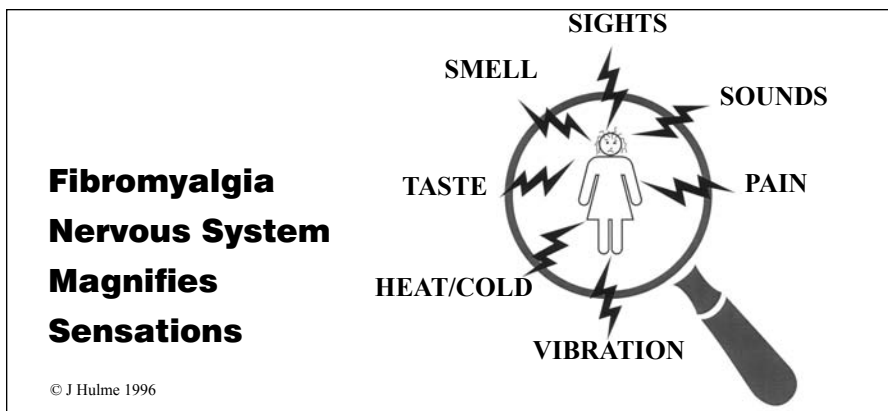 Fibromyalgia
Nervous System
Magnifies
Sensations
© J Hulme 1996
SIGHTS
SMELL
SOUNDS
TASTE
PAIN
HEAT/COLD
VIBRATION